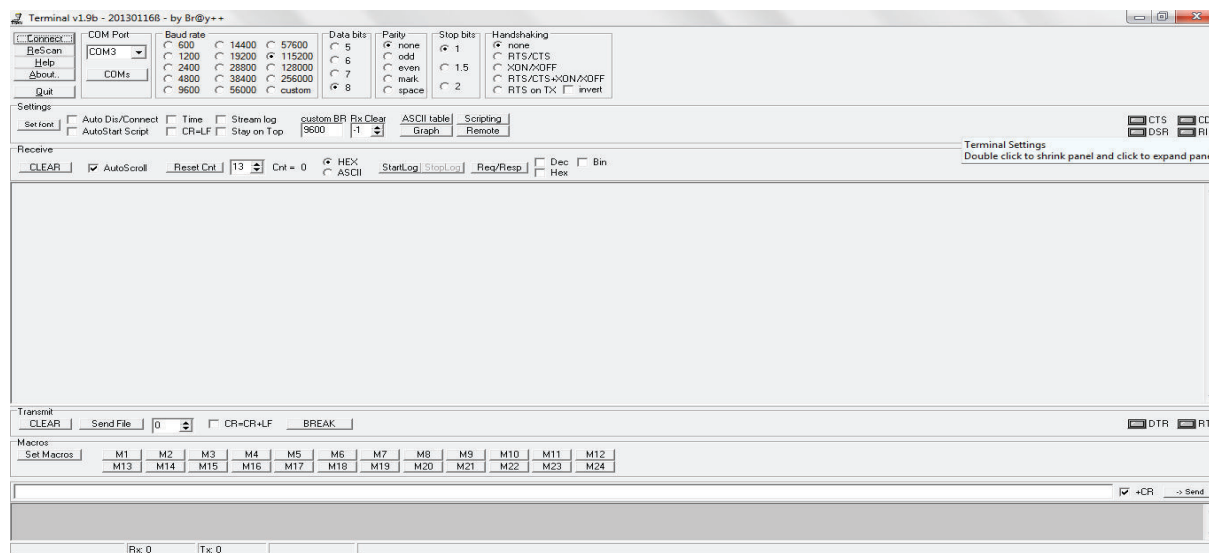 Terminal v1.9b - 20130116ß - by Br@y++
Connect
ReScan
Help
About..
Quit
COM Port
COM3
COMs
Baud rate
600 14400 57600
1200 19200 115200
2400 28800 128000
4800 38400 256000
9600 56000 custom
Data bits
5
6
7
8
Parity
none
odd
even
mark
space
Stop bits
1
1.5
2
Handshaking
none
RTS/CTS
XON/XOFF
RTS/CTS+XON/XOFF
RTS on TX invert
Settings
Set font
Auto Dis/Connect Time Stream log
AutoStart Script CR=LF Stay on Top
custom BR Rx Clear
9600 -1
ASCII table Scripting
Graph Remote
CTS CD
DSR RI
Terminal Settings
Double click to shrink panel and click to expand pane
Receive
CLEAR AutoScroll Reset Cnt 13 Cnt = 0
HEX
ASCII
StartLog StopLog Req/Resp
Dec Bin
Hex
Transmit
CLEAR Send File 0 CR=CR+LF BREAK
DTR RT
Macros
Set Macros
M1 M2 M3 M4 M5 M6 M7 M8 M9 M10 M11 M12
M13 M14 M15 M16 M17 M18 M19 M20 M21 M22 M23 M24
+CR -> Send
Rx: 0 Tx: 0